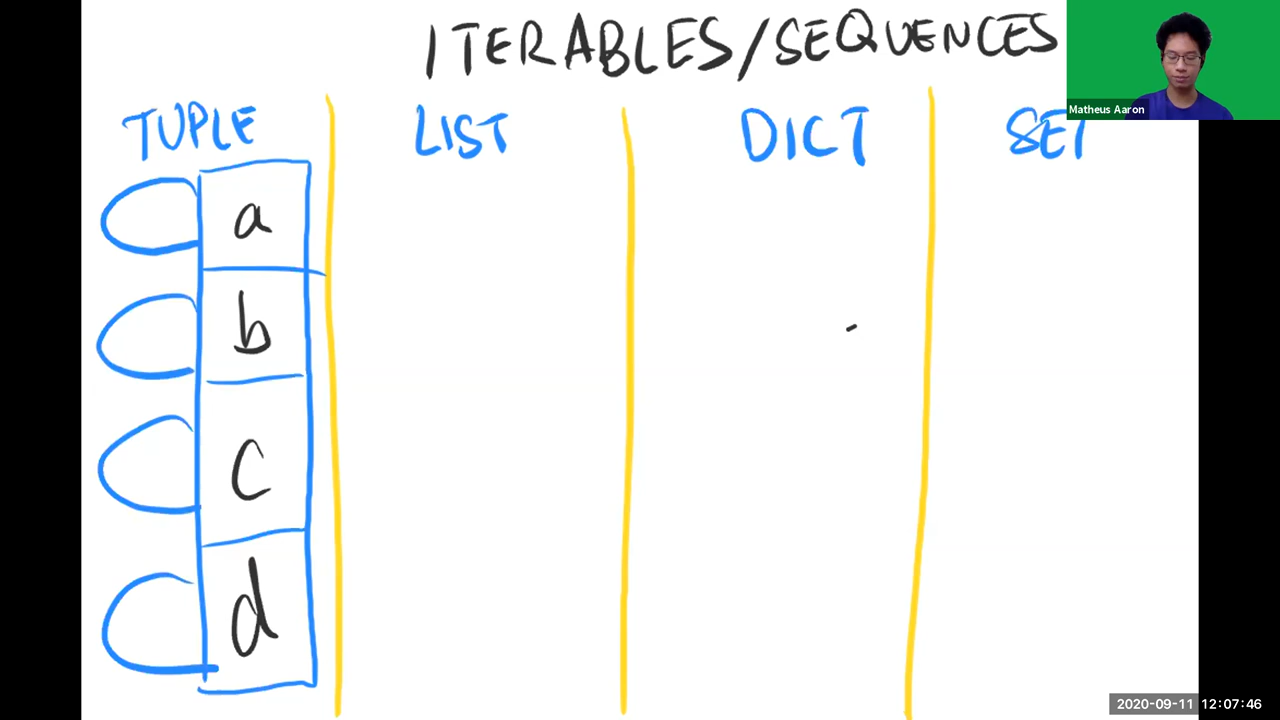 ITERABLES/SEQUENCES
Matheus Aaron
TUPLE LIST DICT SET
a
b
c
d
2020-09-11 12:07:46